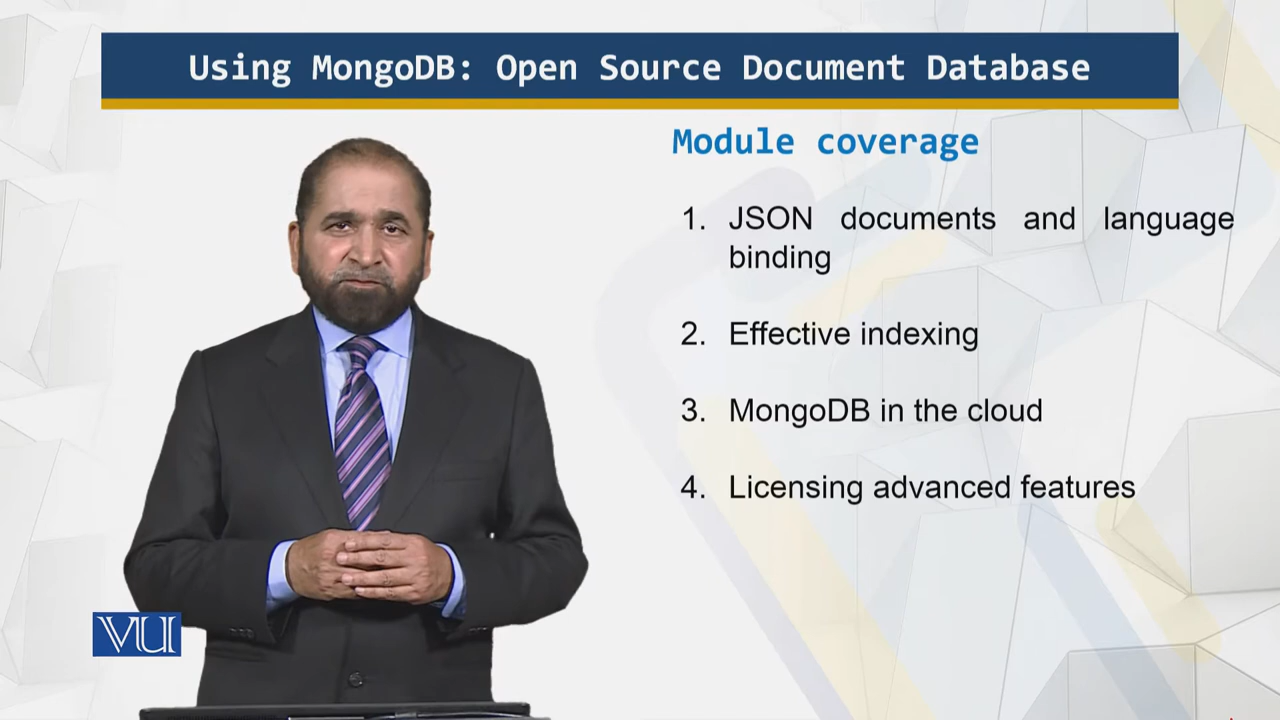 Using MongoDB: Open Source Document Database
Module coverage
1. JSON documents and language
binding
2. Effective indexing
3. MongoDB in the cloud
4. Licensing advanced features
VU